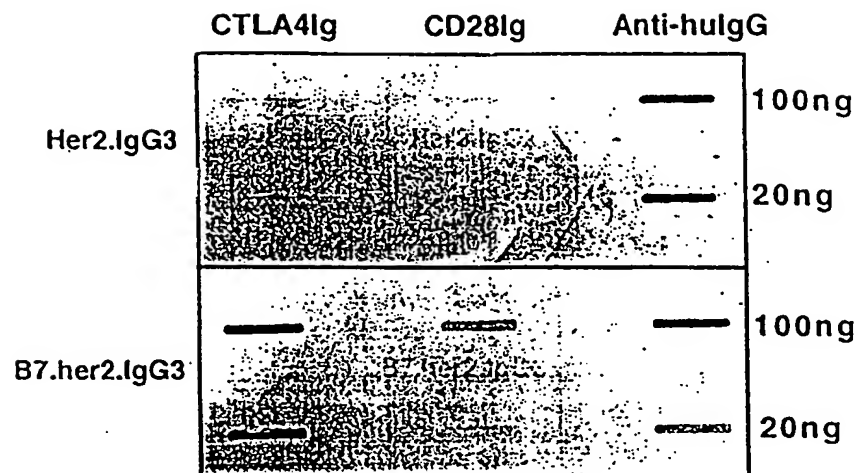 CTLA4Ig CD28Ig Anti-huIgG
Her2.IgG3
100ng
20ng
B7.her2.IgG3
100ng
20ng